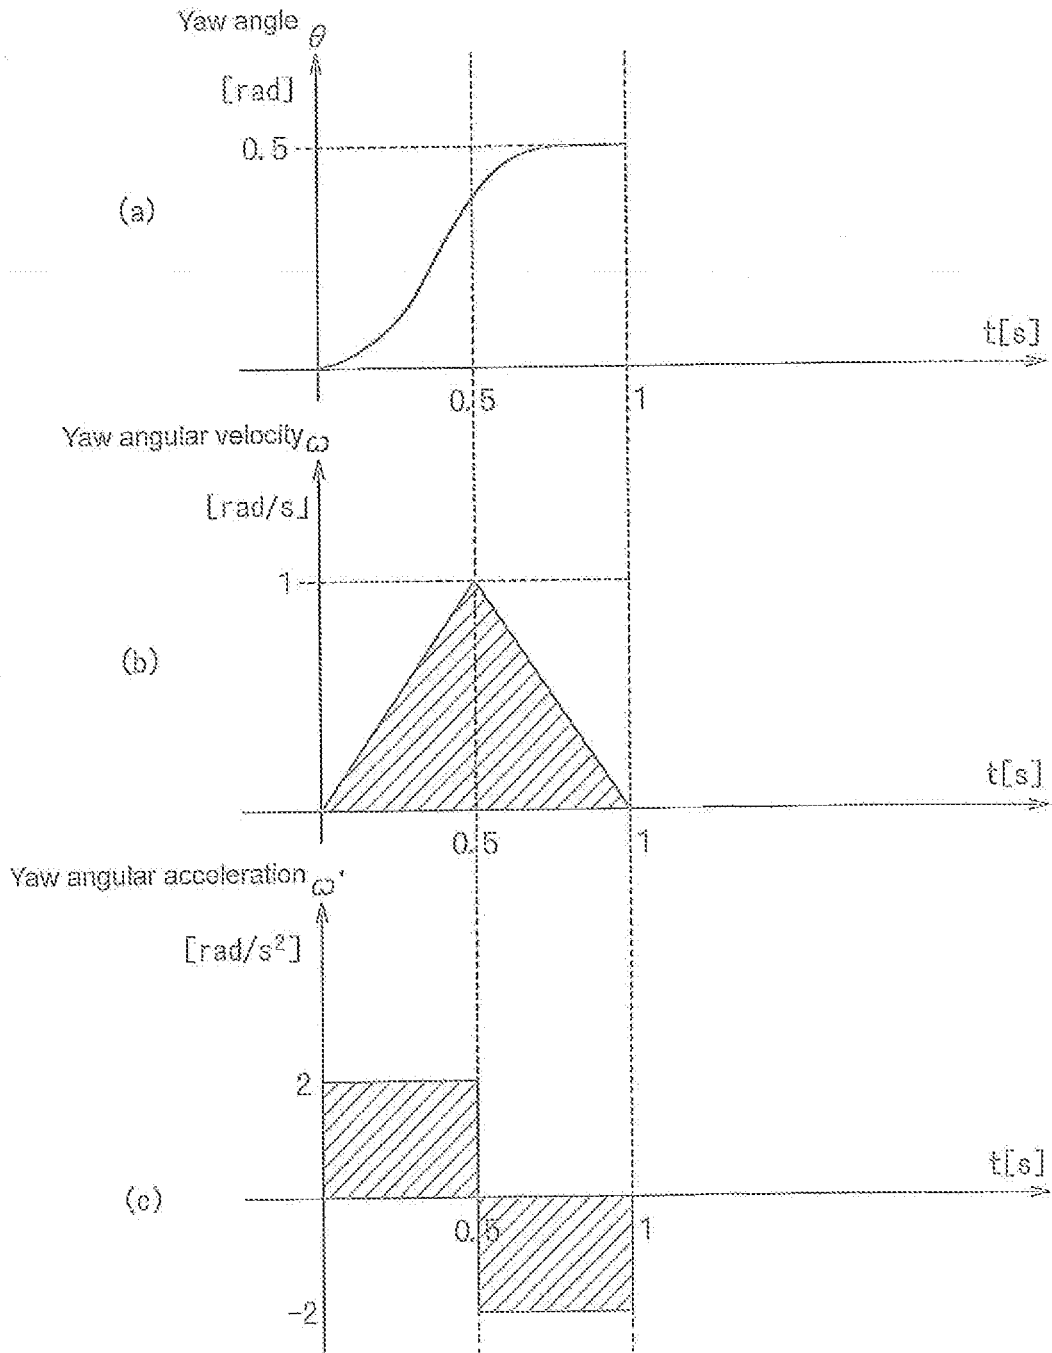 Yaw angle θ
[rad]
0.5
(a)
t[s]
0.5 1
Yaw angular velocity ω
[rad/s]
1
(b)
t[s]
0.5 1
Yaw angular acceleration ω'
[rad/s²]
2
t[s]
(c)
0.5 1
-2